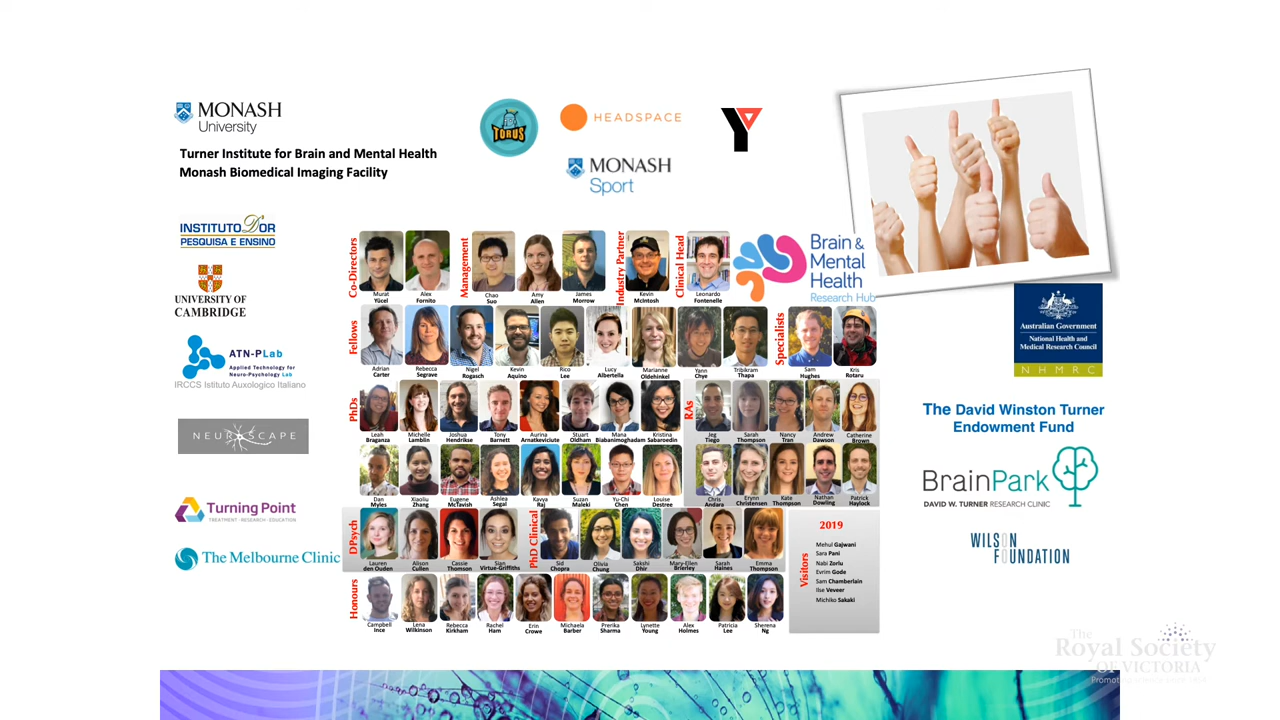 MONASH
University
Turner Institute for Brain and Mental Health
Monash Biomedical Imaging Facility
TORUS
HEADSPACE
MONASH
Sport
Y
INSTITUTO D'OR
PESQUISA E ENSINO
UNIVERSITY OF
CAMBRIDGE
ATN-PLab
Applied Technology for
Neuro-Psychology Lab
IRCCS Istituto Auxologico Italiano
NEUROSCAPE
Turning Point
TREATMENT · RESEARCH · EDUCATION
The Melbourne Clinic
Co-Directors
Murat
Yücel
Alex
Fornito
Management
Chao
Suo
Amy
Allen
James
Morrow
Industry Partner
Kevin
McIntosh
Clinical Head
Leonardo
Fontenelle
Brain &
Mental
Health
Research Hub
Fellows
Adrian
Carter
Rebecca
Segrave
Nigel
Rogasch
Kevin
Aquino
Rico
Lee
Lucy
Albertella
Marianne
Oldehinkel
Yann
Chye
Tribikram
Thapa
Specialists
Sam
Hughes
Kris
Rotaru
PhDs
Leah
Braganza
Michelle
Lamblin
Joshua
Hendrikse
Tony
Barnett
Aurina
Arnatkeviciute
Stuart
Oldham
Mana
Biabanimoghadam
Kristina
Sabaroedin
RAs
Jeg
Tiego
Sarah
Thompson
Nancy
Tran
Andrew
Dawson
Catherine
Brown
Dan
Myles
Xiaoliu
Zhang
Eugene
McTavish
Ashlea
Segal
Kavya
Raj
Suzan
Maleki
Yu-Chi
Chen
Louise
Destree
Chris
Andara
Erynn
Christensen
Kate
Thompson
Nathan
Dowling
Patrick
Haylock
DPsych
Lauren
den Ouden
Alison
Cullen
Cassie
Thomson
Sian
Virtue-Griffiths
PhD Clinical
Sid
Chopra
Olivia
Chung
Sakshi
Dhir
Mary-Ellen
Brierley
Sarah
Haines
Emma
Thompson
Honours
Campbell
Ince
Lena
Wilkinson
Rebecca
Kirkham
Rachel
Ham
Erin
Crowe
Michaela
Barber
Prerika
Sharma
Lynette
Young
Alex
Holmes
Patricia
Lee
Sherena
Ng
Visitors
2019
Mehul Gajwani
Sara Pani
Nabi Zorlu
Evrim Gode
Sam Chamberlain
Ilse Veveer
Michiko Sakaki
Australian Government
National Health and
Medical Research Council
NHMRC
The David Winston Turner
Endowment Fund
BrainPark
DAVID W. TURNER RESEARCH CLINIC
WILSON
FOUNDATION
The
Royal Society
OF VICTORIA